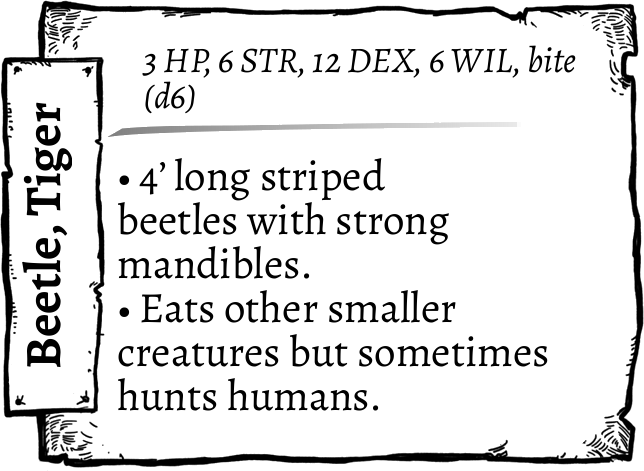 Beetle, Tiger
3 HP, 6 STR, 12 DEX, 6 WIL, bite
(d6)
• 4’ long striped
beetles with strong
mandibles.
• Eats other smaller
creatures but sometimes
hunts humans.